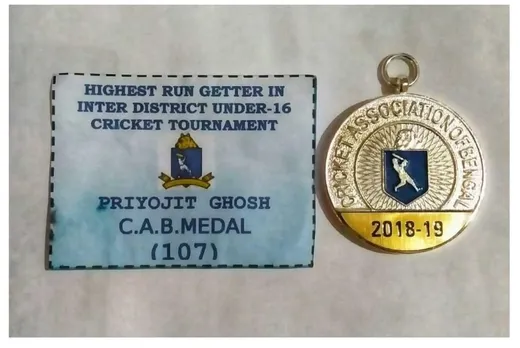 HIGHEST RUN GETTER IN
INTER DISTRICT UNDER-16
CRICKET TOURNAMENT
PRIYOJIT GHOSH
C.A.B.MEDAL
(107)
CRICKET ASSOCIATION OF BENGAL
2018-19